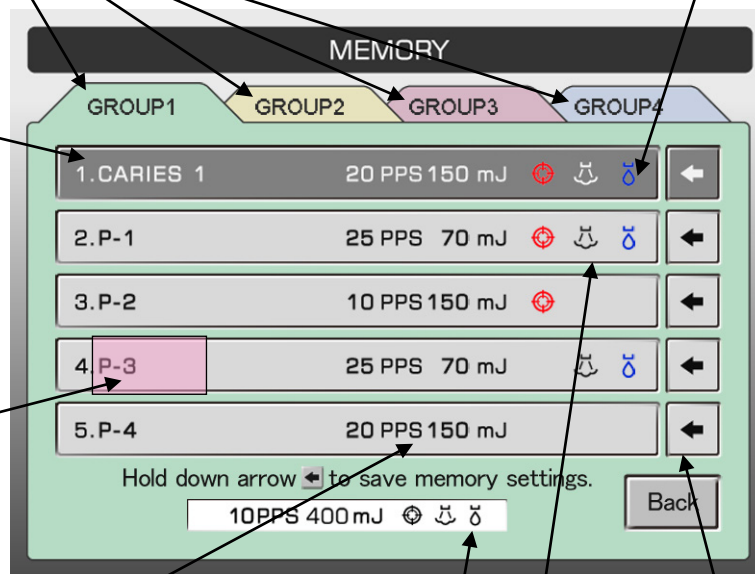 MEMORY
GROUP1 GROUP2 GROUP3 GROUP4
1.CARIES 1 20 PPS 150 mJ
2.P-1 25 PPS 70 mJ
3.P-2 10 PPS 150 mJ
4.P-3 25 PPS 70 mJ
5.P-4 20 PPS 150 mJ
Hold down arrow to save memory settings.
10PPS 400 mJ
Back